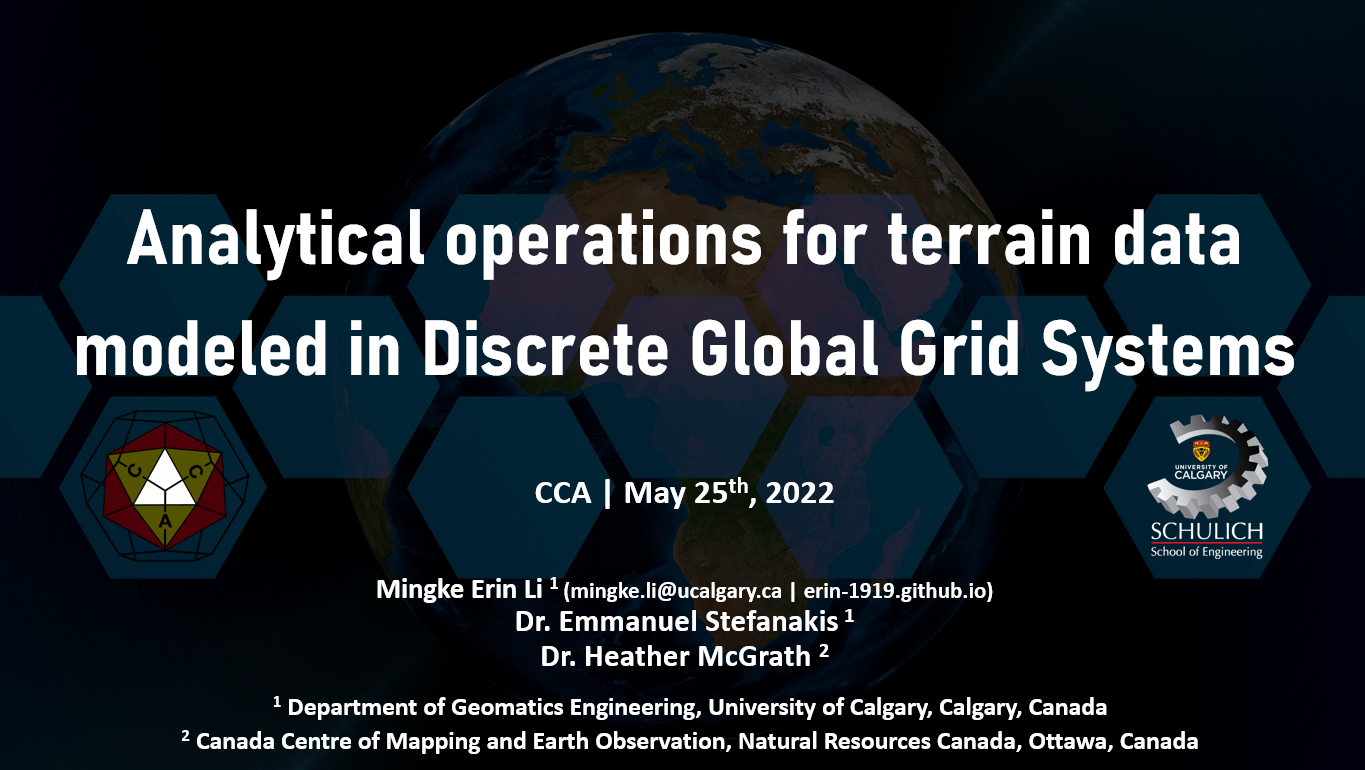 Analytical operations for terrain data
modeled in Discrete Global Grid Systems
C C
A
UNIVERSITY OF
CALGARY
SCHULICH
School of Engineering
CCA | May 25th, 2022
Mingke Erin Li 1 (mingke.li@ucalgary.ca | erin-1919.github.io)
Dr. Emmanuel Stefanakis 1
Dr. Heather McGrath 2
1 Department of Geomatics Engineering, University of Calgary, Calgary, Canada
2 Canada Centre of Mapping and Earth Observation, Natural Resources Canada, Ottawa, Canada